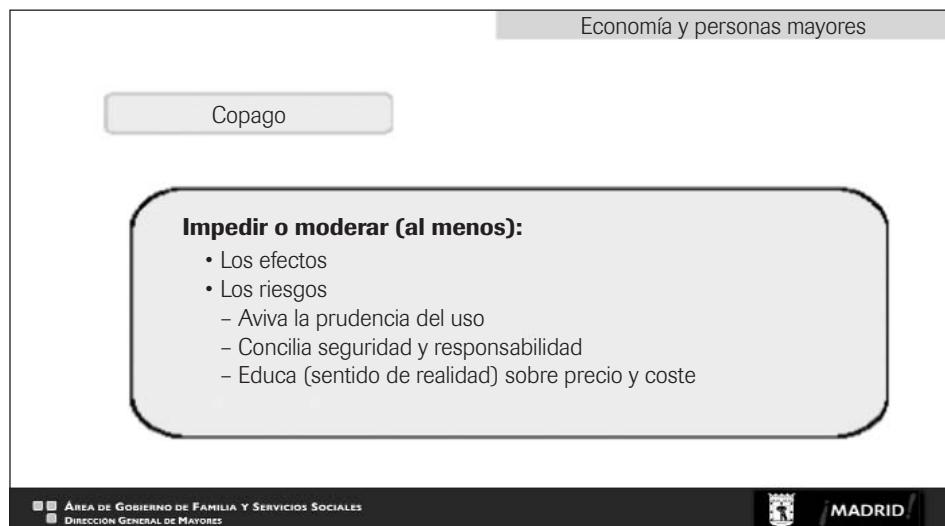 Economía y personas mayores
Copago
Impedir o moderar (al menos):
• Los efectos
• Los riesgos
– Aviva la prudencia del uso
– Concilia seguridad y responsabilidad
– Educa (sentido de realidad) sobre precio y coste
ÁREA DE GOBIERNO DE FAMILIA Y SERVICIOS SOCIALES
DIRECCIÓN GENERAL DE MAYORES
¡MADRID!